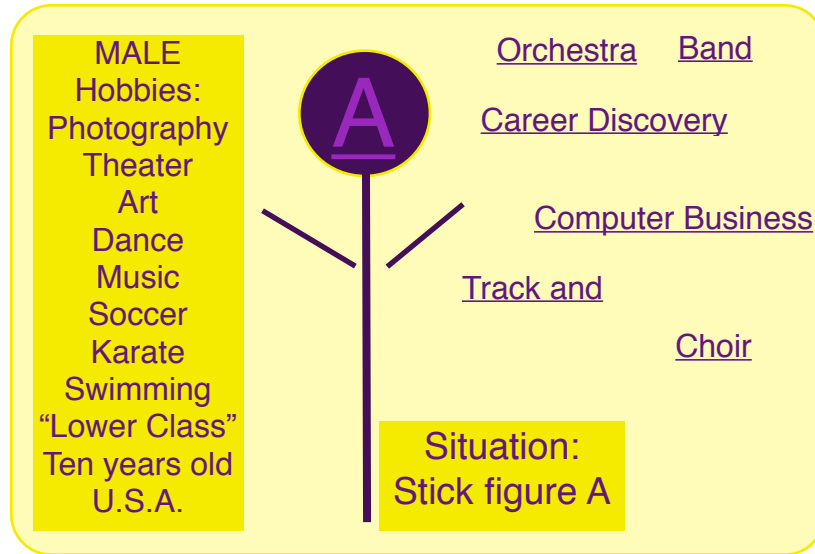 MALE
Hobbies:
Photography
Theater
Art
Dance
Music
Soccer
Karate
Swimming
“Lower Class”
Ten years old
U.S.A.
A
Orchestra
Band
Career Discovery
Computer Business
Track and
Choir
Situation:
Stick figure A